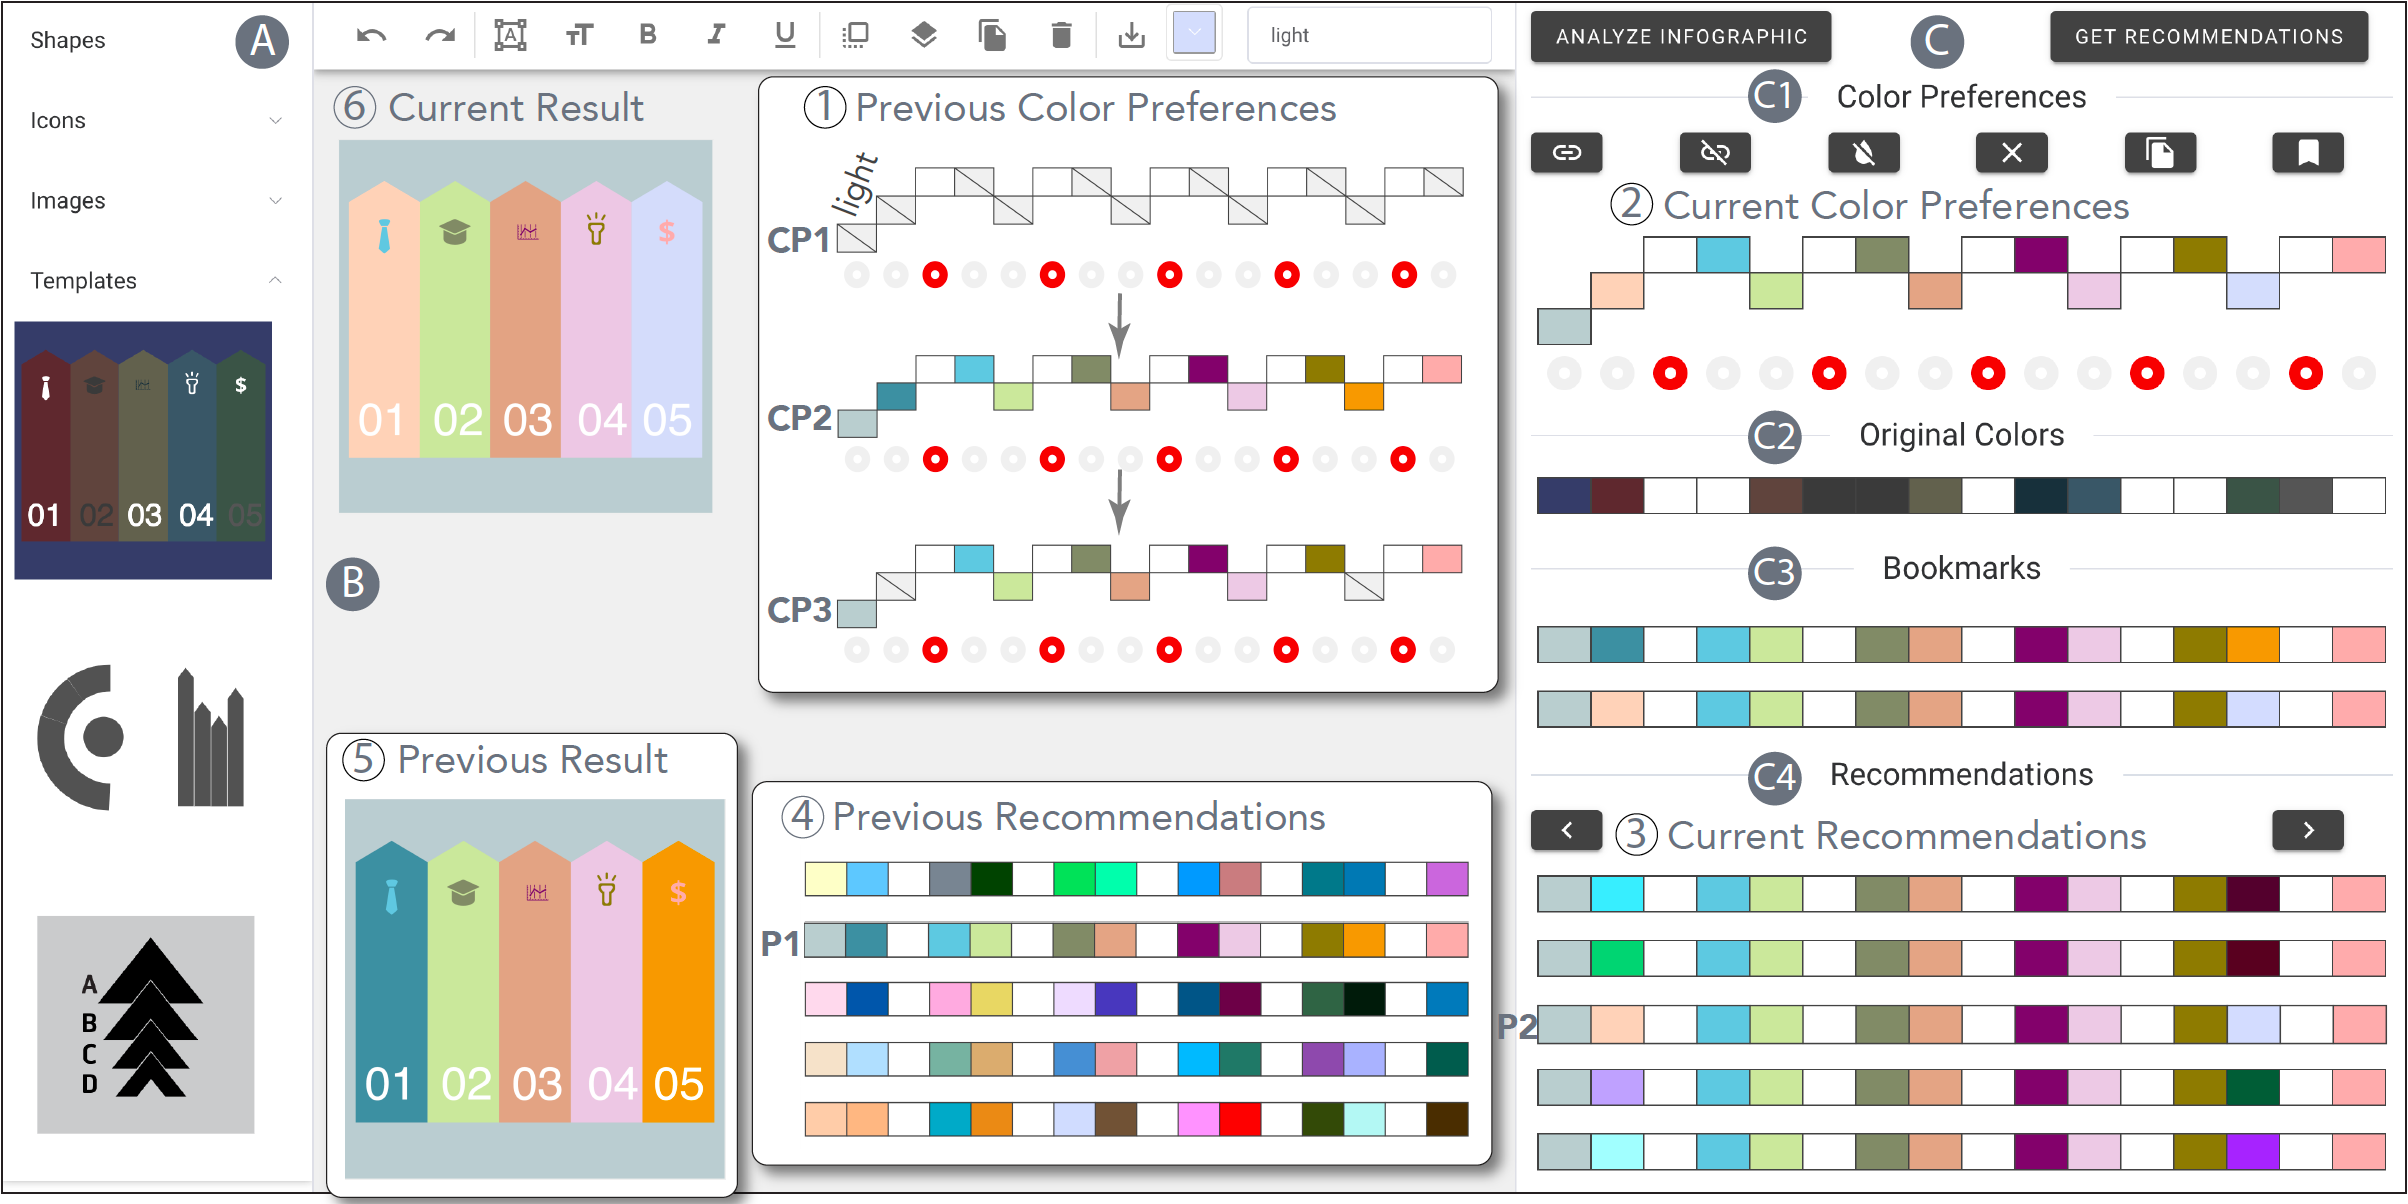 Shapes
A
Icons
Images
Templates
01 02 03 04 05
A
B
C
D
A
B I U
light
6 Current Result
01 02 03 04 05
B
1 Previous Color Preferences
light
CP1
CP2
CP3
5 Previous Result
01 02 03 04 05
4 Previous Recommendations
P1
ANALYZE INFOGRAPHIC
C
GET RECOMMENDATIONS
C1 Color Preferences
2 Current Color Preferences
C2 Original Colors
C3 Bookmarks
C4 Recommendations
3 Current Recommendations
P2